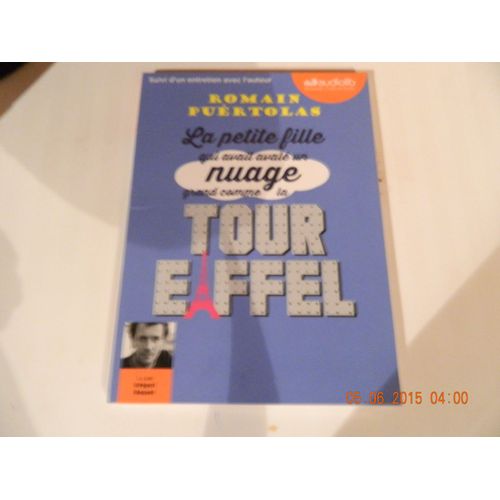 Suivi d'un entretien avec l'auteur
audiolib
ROMAIN
PUÉRTOLAS
La petite fille
qui avait avalé un
nuage
grand comme la
TOUR
EIFFEL
05.06 2015 04:00